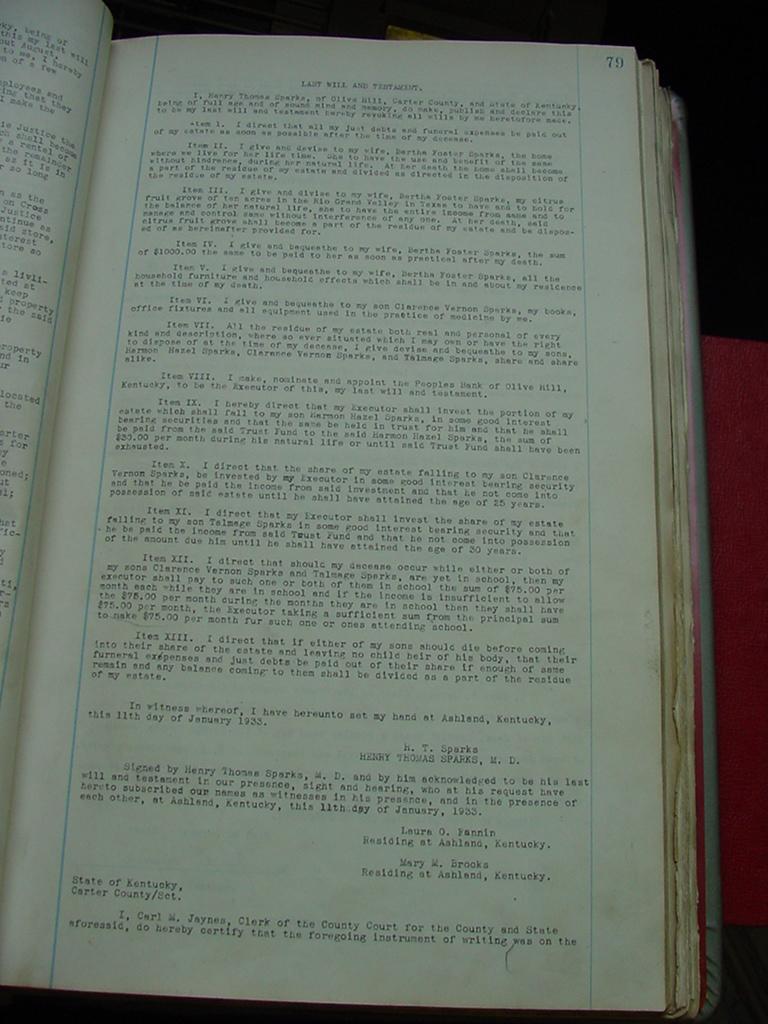 79
LAST WILL AND TESTAMENT.
I, Henry Thomas Sparks, of Olive Hill, Carter County, and State of Kentucky,
being of full age and of sound mind and memory, do make, publish and declare this
to be my last will and testament hereby revoking all wills by me heretofore made.
Item 1. I direct that all my just debts and funeral expenses be paid out
of my estate as soon as possible after the time of my decease.
Item II. I give and devise to my wife, Bertha Foster Sparks, the home
where we live for her life time. She to have the use and benefit of the same
without hindrence, during her natural life. At her death the home shall become
a part of the residue of my estate and divided as directed in the disposition of
the residue of my estate.
Item III. I give and divise to my wife, Bertha Foster Sparks, my citrus
fruit grove of ten acres in the Rio Grand Valley in Texas to have and to hold for
the balance of her natural life, she to have the entire income from same and to
manage and control same without interference of any one. At her death, said
citrus fruit grove shall become a part of the residue of my estate and be dispos-
ed of as hereinafter provided for.
Item IV. I give and bequeathe to my wife, Bertha Foster Sparks, the sum
of $1000.00 the same to be paid to her as soon as practical after my death.
Item V. I give and bequeathe to my wife, Bertha Foster Sparks, all the
household furniture and household effects which shall be in and about my residence
at the time of my death.
Item VI. I give and bequeathe to my son Clarence Vernon Sparks, my books,
office fixtures and all equipment used in the practice of medicine by me.
Item VII. All the residue of my estate both real and personal of every
kind and description, where so ever situated which I may own or have the right
to dispose of at the time of my decease, I give devise and bequeathe to my sons,
Harmon Hazel Sparks, Clarence Vernon Sparks, and Talmage Sparks, share and share
alike.
Item VIII. I make, nominate and appoint the Peoples Bank of Olive Hill,
Kentucky, to be the Executor of this, my last will and testament.
Item IX. I hereby direct that my Executor shall invest the portion of my
estate which shall fall to my son Harmon Hazel Sparks, in some good interest
bearing securities and that the same be held in trust for him and that he shall
be paid from the said Trust Fund to the said Harmon Hazel Sparks, the sum of
$30.00 per month during his natural life or until said Trust Fund shall have been
exhausted.
Item X. I direct that the share of my estate falling to my son Clarence
Vernon Sparks, be invested by my Executor in some good interest bearing security
and that he be paid the income from said investment and that he not come into
possession of said estate until he shall have attained the age of 25 years.
Item XI. I direct that my Executor shall invest the share of my estate
falling to my son Talmage Sparks in some good interest bearing security and that
he be paid the income from said Trust Fund and that he not come into possession
of the amount due him until he shall have attained the age of 30 years.
Item XII. I direct that should my decease occur while either or both of
my sons Clarence Vernon Sparks and Talmage Sparks, are yet in school, then my
executor shall pay to such one or both of them in school the sum of $75.00 per
month each while they are in school and if the income is insufficient to allow
the $75.00 per month during the months they are in school then they shall have
$75.00 per month, the Executor taking a sufficient sum from the principal sum
to make $75.00 per month fur such one or ones attending school.
Item XIII. I direct that if either of my sons should die before coming
into their share of the estate and leaving no child heir of his body, that their
furneral expenses and just debts be paid out of their share if enough of same
remain and any balance coming to them shall be divided as a part of the residue
of my estate.
In witness whereof, I have hereunto set my hand at Ashland, Kentucky,
this 11th day of January 1933.
H. T. Sparks
HENRY THOMAS SPARKS, M. D.
Signed by Henry Thomas Sparks, M. D. and by him acknowledged to be his last
will and testament in our presence, sight and hearing, who at his request have
hereto subscribed our names as witnesses in his presence, and in the presence of
each other, at Ashland, Kentucky, this 11th day of January, 1933.
Laura O. Fannin
Residing at Ashland, Kentucky.
Mary M. Brooks
Residing at Ashland, Kentucky.
State of Kentucky,
Carter County/Sct.
I, Carl M. Jaynes, Clerk of the County Court for the County and State
aforesaid, do hereby certify that the foregoing instrument of writing was on the